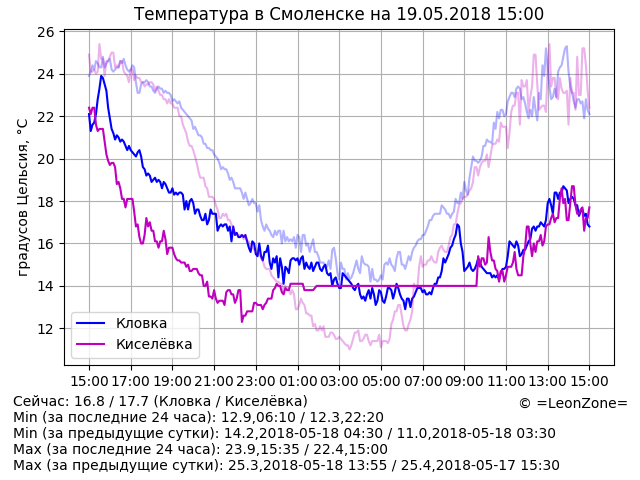 Температура в Смоленске на 19.05.2018 15:00
градусов Цельсия, °C
26
24
22
20
18
16
14
12
Кловка
Киселёвка
15:00 17:00 19:00 21:00 23:00 01:00 03:00 05:00 07:00 09:00 11:00 13:00 15:00
Сейчас: 16.8 / 17.7 (Кловка / Киселёвка)
© =LeonZone=
Min (за последние 24 часа): 12.9,06:10 / 12.3,22:20
Min (за предыдущие сутки): 14.2,2018-05-18 04:30 / 11.0,2018-05-18 03:30
Max (за последние 24 часа): 23.9,15:35 / 22.4,15:00
Max (за предыдущие сутки): 25.3,2018-05-18 13:55 / 25.4,2018-05-17 15:30